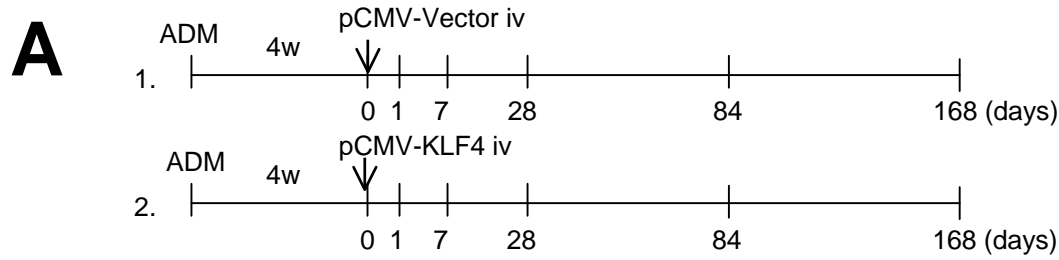 A
pCMV-Vector iv
ADM 4w
1.
0 1 7 28 84 168 (days)
pCMV-KLF4 iv
ADM 4w
2.
0 1 7 28 84 168 (days)